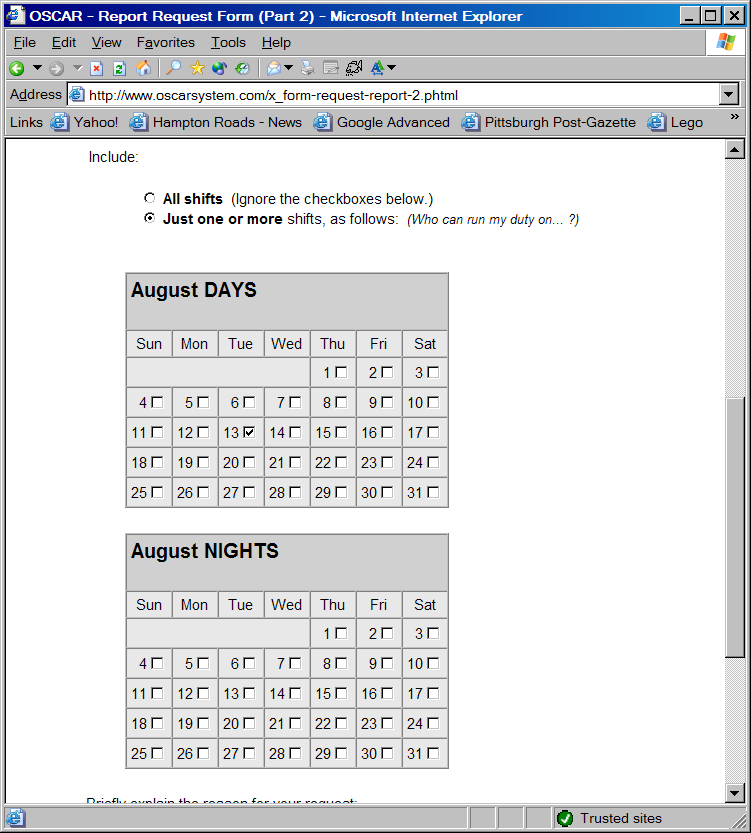 OSCAR - Report Request Form (Part 2) - Microsoft Internet Explorer
File Edit View Favorites Tools Help
Address http://www.oscarsystem.com/x_form-request-report-2.phtml
Links Yahoo! Hampton Roads - News Google Advanced Pittsburgh Post-Gazette Lego »
Include:
All shifts (Ignore the checkboxes below.)
Just one or more shifts, as follows: (Who can run my duty on... ?)
August DAYS
Sun Mon Tue Wed Thu Fri Sat
1 2 3
4 5 6 7 8 9 10
11 12 13 14 15 16 17
18 19 20 21 22 23 24
25 26 27 28 29 30 31
August NIGHTS
Sun Mon Tue Wed Thu Fri Sat
1 2 3
4 5 6 7 8 9 10
11 12 13 14 15 16 17
18 19 20 21 22 23 24
25 26 27 28 29 30 31
Briefly explain the reason for your request:
Trusted sites